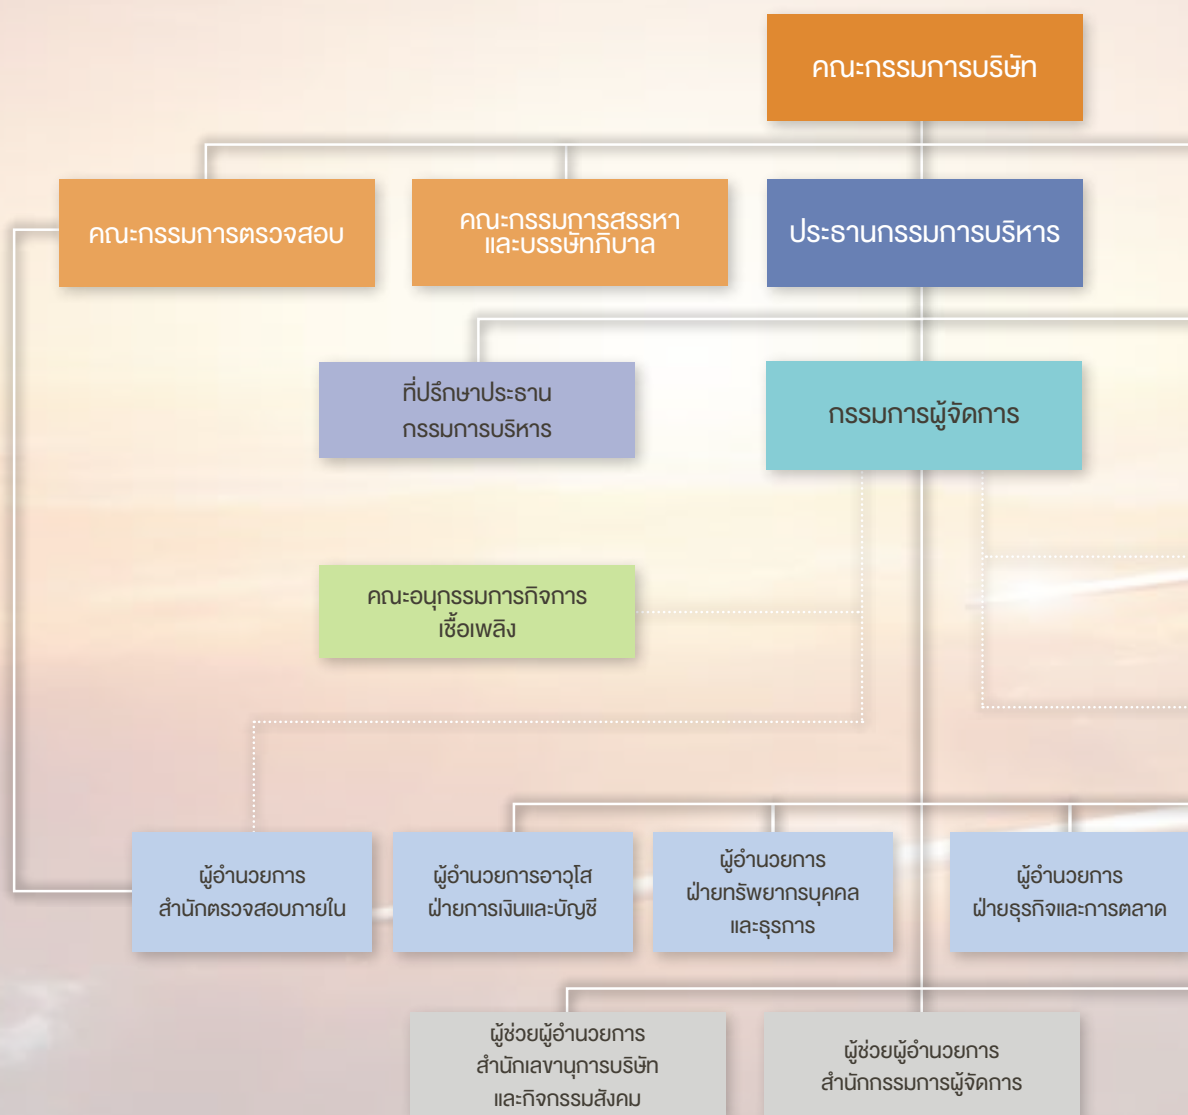 คณะกรรมการบริษัท
คณะกรรมการตรวจสอบ
คณะกรรมการสรรหา
และบรรษัทภิบาล
ประธานกรรมการบริหาร
ที่ปรึกษาประธาน
กรรมการบริหาร
กรรมการผู้จัดการ
คณะอนุกรรมการกิจการ
เชื้อเพลิง
ผู้อำนวยการ
สำนักตรวจสอบภายใน
ผู้อำนวยการอาวุโส
ฝ่ายการเงินและบัญชี
ผู้อำนวยการ
ฝ่ายทรัพยากรบุคคล
และธุรการ
ผู้อำนวยการ
ฝ่ายธุรกิจและการตลาด
ผู้ช่วยผู้อำนวยการ
สำนักเลขานุการบริษัท
และกิจกรรมสังคม
ผู้ช่วยผู้อำนวยการ
สำนักกรรมการผู้จัดการ